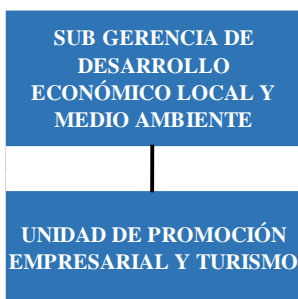 SUB GERENCIA DE
DESARROLLO
ECONÓMICO LOCAL Y
MEDIO AMBIENTE
UNIDAD DE PROMOCIÓN
EMPRESARIAL Y TURISMO